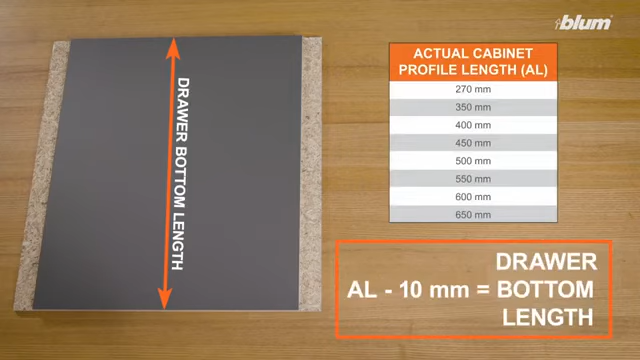 blum
DRAWER BOTTOM LENGTH
ACTUAL CABINET
PROFILE LENGTH (AL)
270 mm
350 mm
400 mm
450 mm
500 mm
550 mm
600 mm
650 mm
DRAWER
AL - 10 mm = BOTTOM
LENGTH